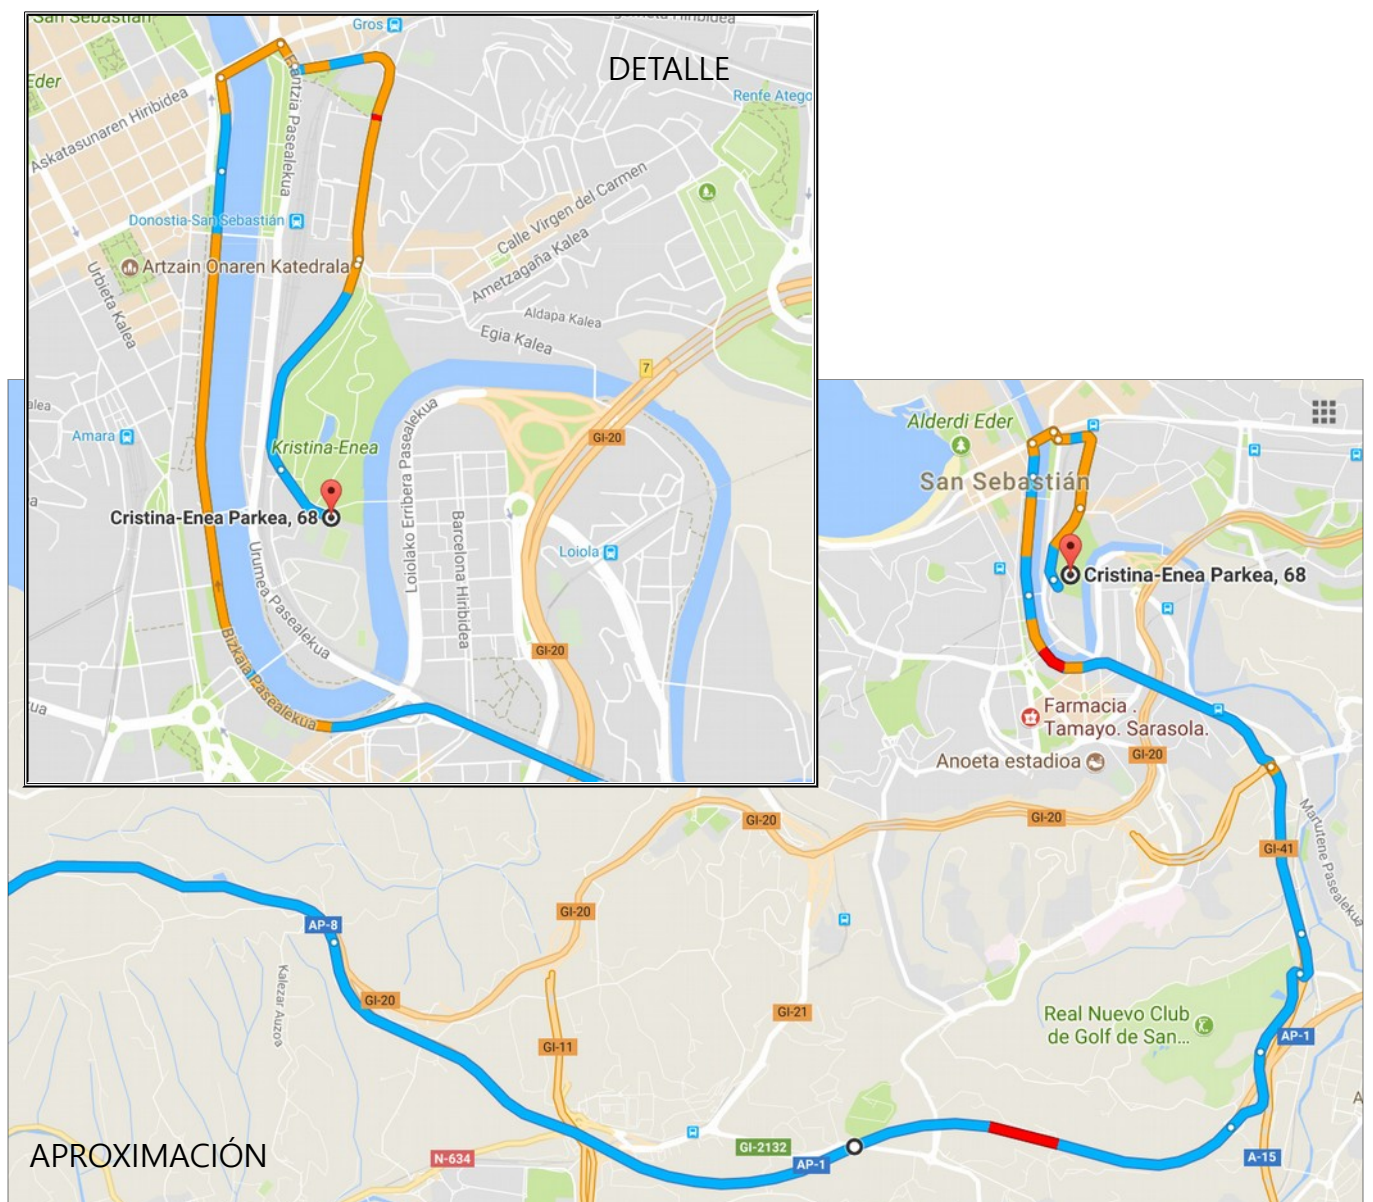 San Sebastián
Gros
DETALLE
Eder
Renfe Atego
Askatasunaren Hiribidea
Pasealekua
Calle Virgen del Carmen
Donostia-San Sebastián
Ametzagaña Kalea
Artzain Onaren Katedrala
Urbieta Kalea
Aldapa Kalea
Egia Kalea
7
alea
Amara
Kristina-Enea
GI-20
Loiolako Erribera Pasealekua
Cristina-Enea Parkea, 68
Barcelona Hiribidea
Loiola
Urumea Pasealekua
GI-20
Bizkaia Pasealekua
ua
Alderdi Eder
San Sebastián
Cristina-Enea Parkea, 68
Farmacia .
Tamayo. Sarasola.
Anoeta estadioa
GI-20
GI-20
GI-20
GI-41
Martutene Pasealekua
GI-20
AP-8
Kalezar Auzoa
GI-20
GI-21
Real Nuevo Club
de Golf de San...
AP-1
GI-11
A
APROXIMACIÓN
N-634
GI-2132
AP-1
A-15